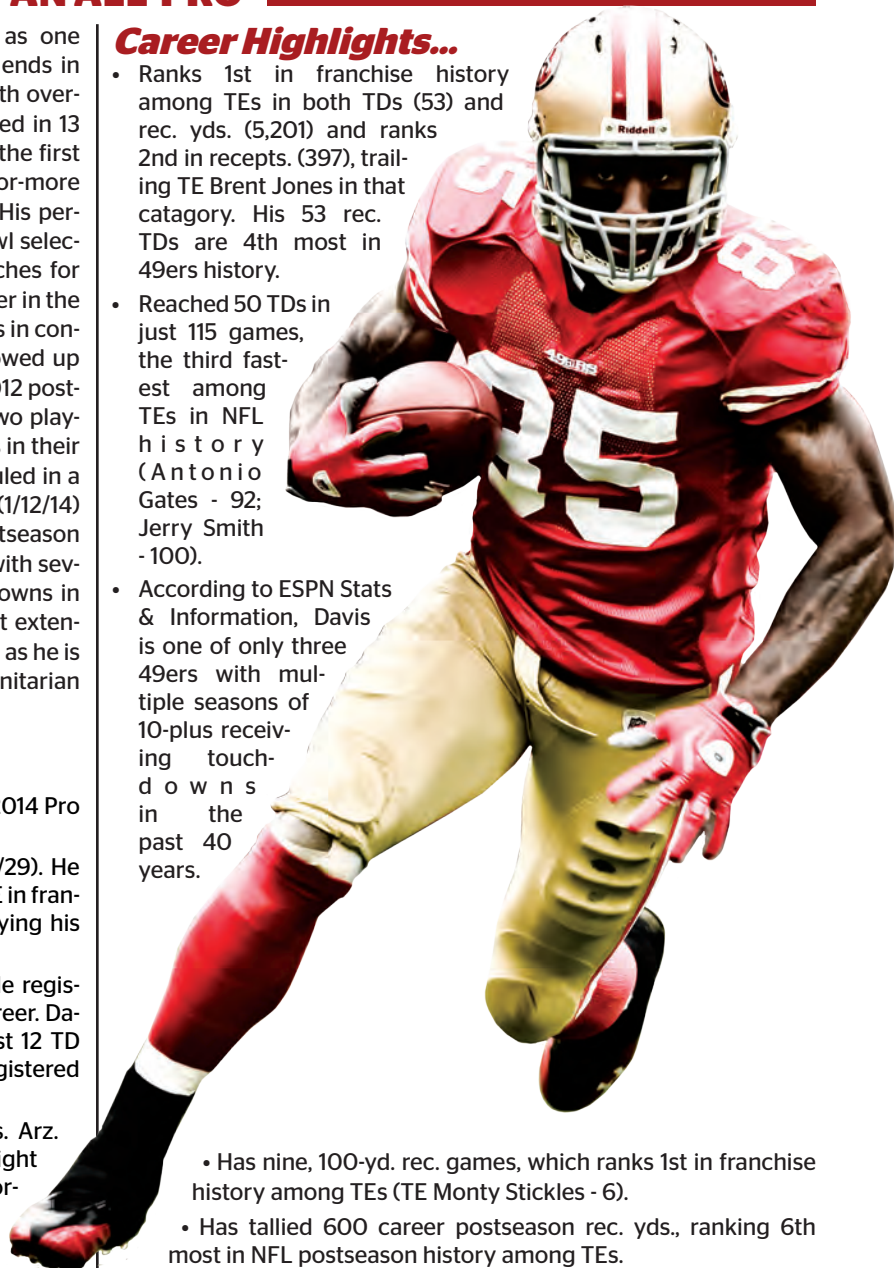 AN ALL-PRO
as one
ends in
th over-
ed in 13
the first
or-more
His per-
wl selec-
ches for
er in the
s in con-
owed up
012 post-
wo play-
in their
uled in a
(1/12/14)
tseason
with sev-
owns in
t exten-
as he is
nitarian
2014 Pro
/29). He
E in fran-
ying his
le regis-
reer. Da-
st 12 TD
gistered
s. Arz.
ight
or-
Career Highlights...
• Ranks 1st in franchise history
among TEs in both TDs (53) and
rec. yds. (5,201) and ranks
2nd in recepts. (397), trail-
ing TE Brent Jones in that
catagory. His 53 rec.
TDs are 4th most in
49ers history.
• Reached 50 TDs in
just 115 games,
the third fast-
est among
TEs in NFL
history
(Antonio
Gates - 92;
Jerry Smith
- 100).
• According to ESPN Stats
& Information, Davis
is one of only three
49ers with mul-
tiple seasons of
10-plus receiv-
ing touch-
downs
in the
past 40
years.
• Has nine, 100-yd. rec. games, which ranks 1st in franchise
history among TEs (TE Monty Stickles - 6).
• Has tallied 600 career postseason rec. yds., ranking 6th
most in NFL postseason history among TEs.
Riddell
85
49ERS
85